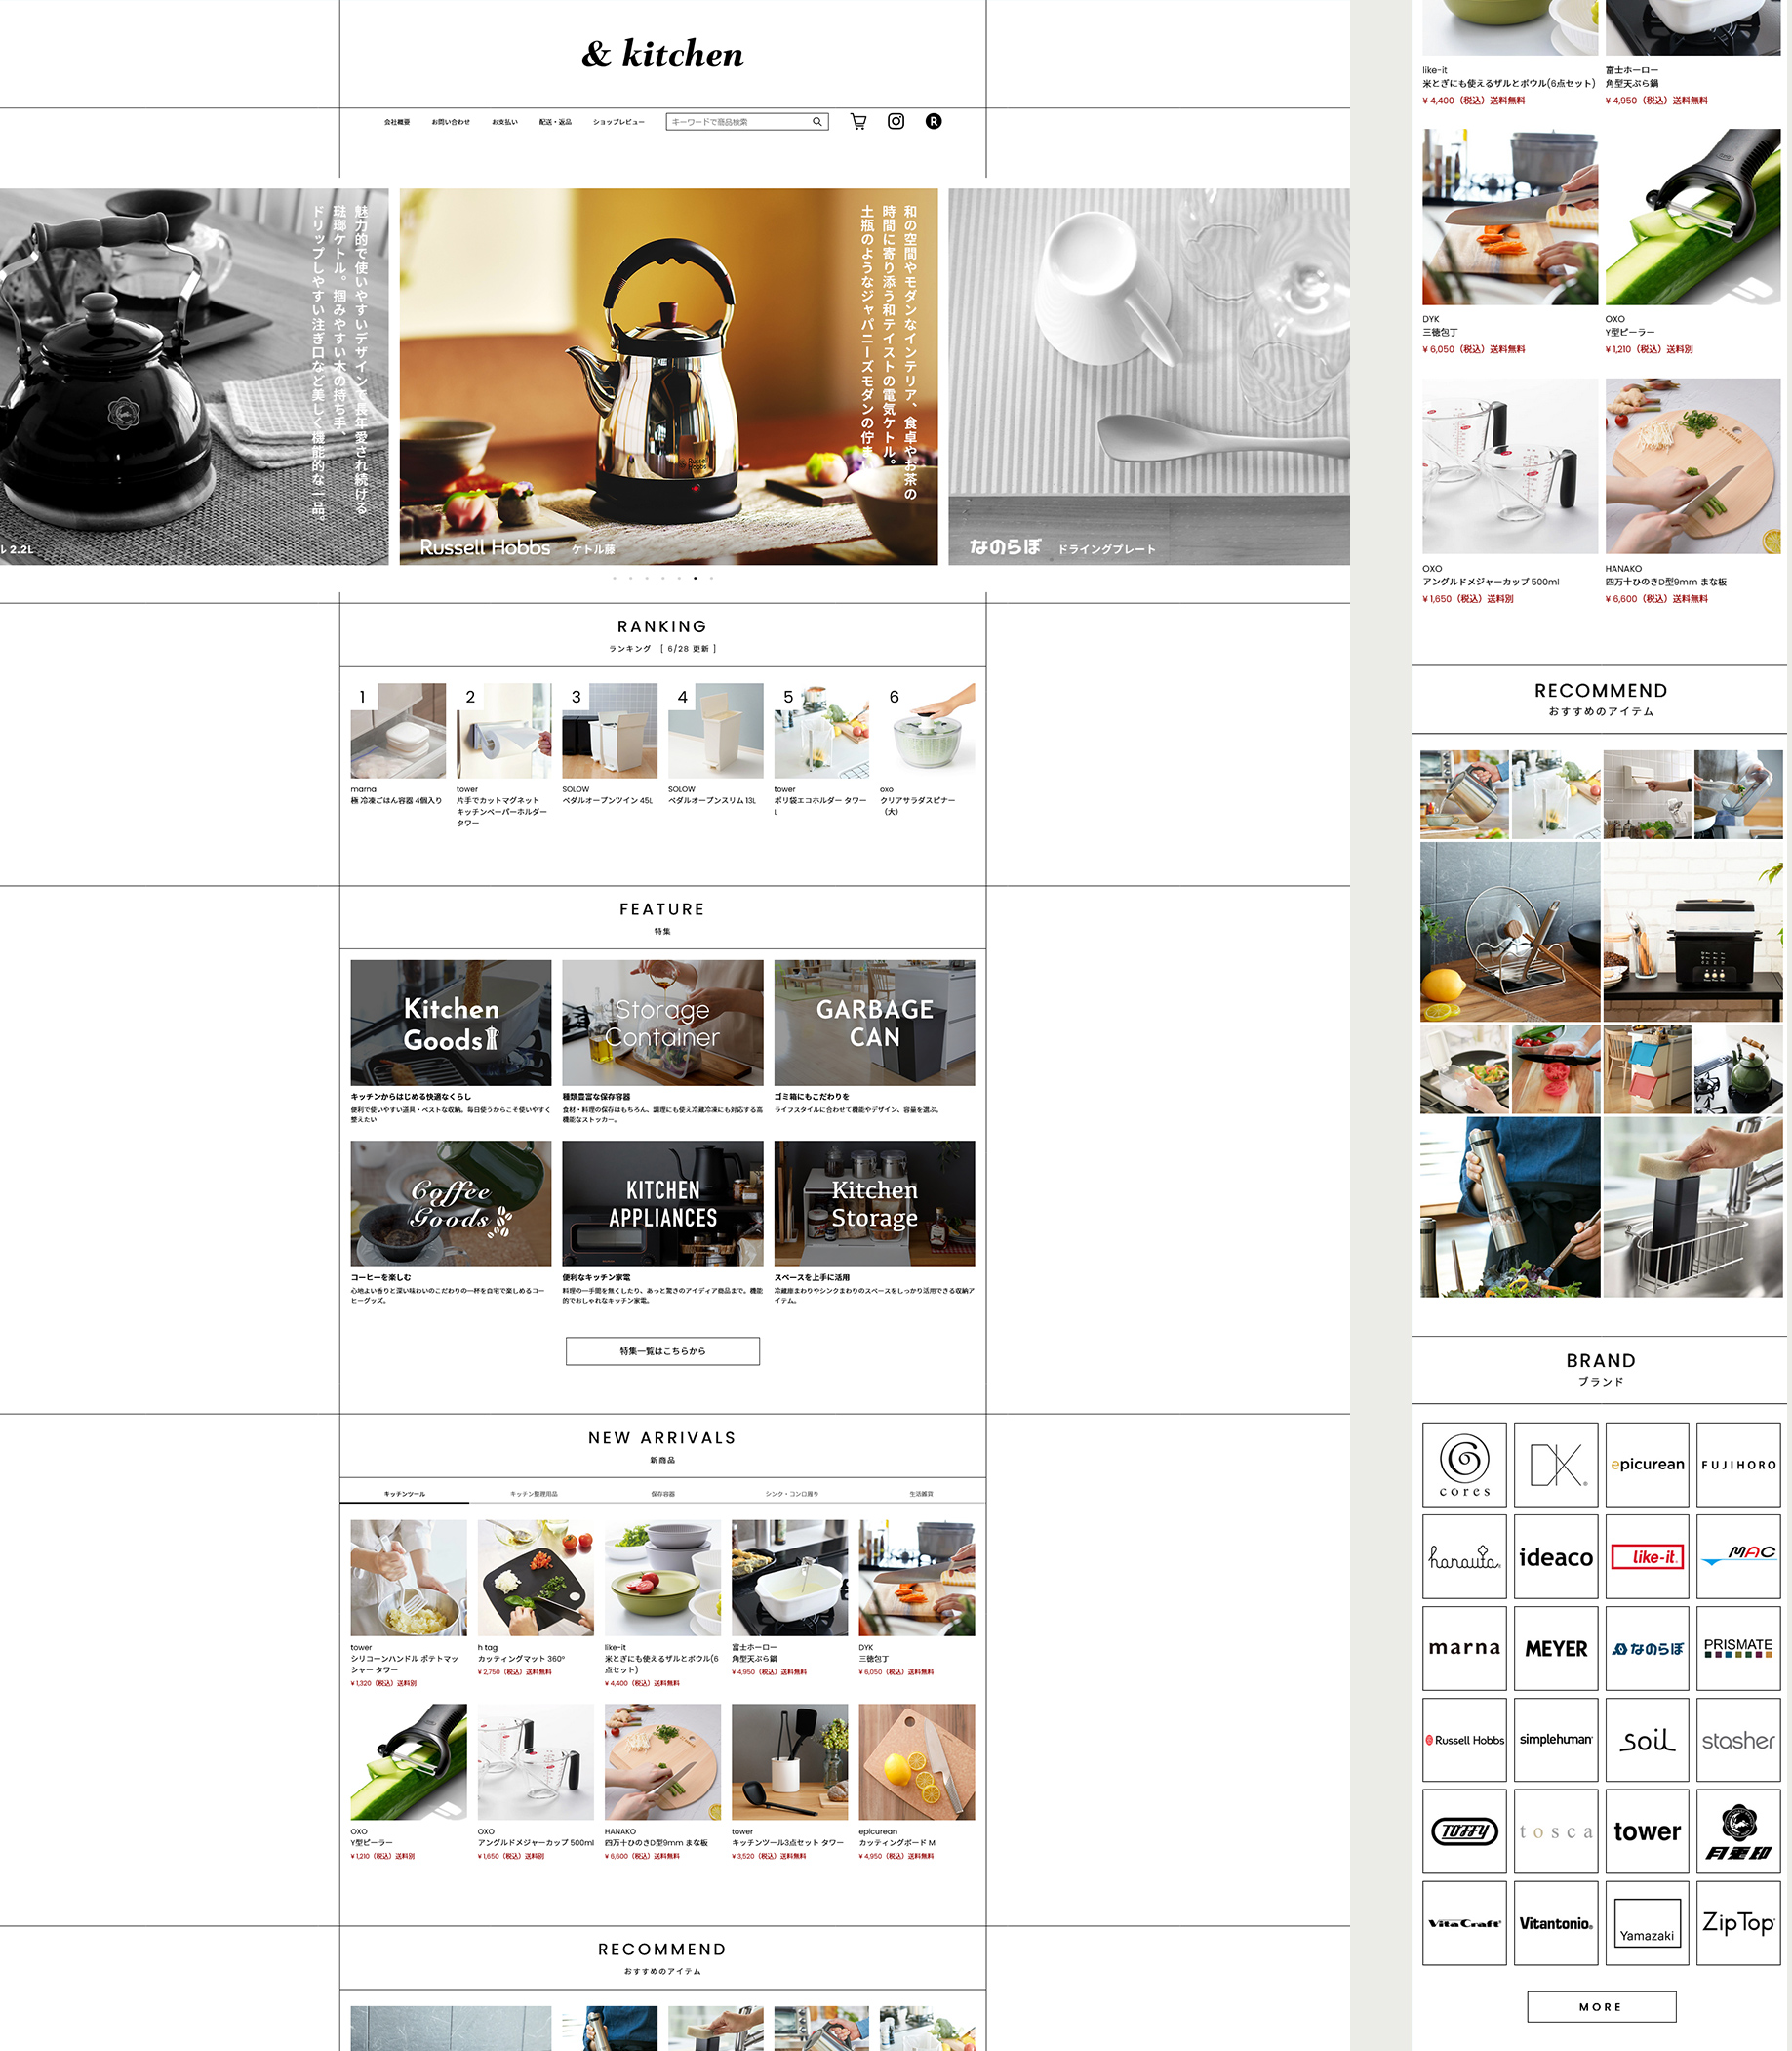 & kitchen
会社概要
お問い合わせ
お支払い
配送・返品
ショップレビュー
キーワードで商品検索
R
魅力的で使いやすいデザインで長年愛され続ける
琺瑯ケトル。掴みやすい木の持ち手、
ドリップしやすい注ぎ口など美しく機能的な一品。
ル 2.2L
和の空間やモダンなインテリア、食卓やお茶の
時間に寄り添う和テイストの電気ケトル。
土瓶のようなジャパニーズモダンの佇
Russell Hobbs
Russell Hobbs ケトル藤
なのらぼ ドライングプレート
RANKING
ランキング [ 6/28 更新 ]
1
marna
極 冷凍ごはん容器 4個入り
2
tower
片手でカットマグネット
キッチンペーパーホルダー
タワー
3
SOLOW
ペダルオープンツイン 45L
4
SOLOW
ペダルオープンスリム 13L
5
tower
ポリ袋エコホルダー タワー
L
6
oxo
クリアサラダスピナー
（大）
FEATURE
特集
Kitchen
Goods
キッチンからはじめる快適なくらし
便利で使いやすい道具・ベストな収納。毎日使うからこそ使いやすく
整えたい
Storage
Container
種類豊富な保存容器
食材・料理の保存はもちろん、調理にも使え冷蔵冷凍にも対応する高
機能なストッカー。
GARBAGE
CAN
ゴミ箱にもこだわりを
ライフスタイルに合わせて機能やデザイン、容量を選ぶ。
Coffee
Goods
コーヒーを楽しむ
心地よい香りと深い味わいのこだわりの一杯を自宅で楽しめるコー
ヒーグッズ。
KITCHEN
APPLIANCES
便利なキッチン家電
料理の一手間を無くしたり、あっと驚きのアイディア商品まで。機能
的でおしゃれなキッチン家電。
Kitchen
Storage
スペースを上手に活用
冷蔵庫まわりやシンクまわりのスペースをしっかり活用できる収納ア
イテム。
特集一覧はこちらから
NEW ARRIVALS
新商品
キッチンツール
キッチン整理用品
保存容器
シンク・コンロ周り
生活雑貨
tower
シリコーンハンドル ポテトマッ
シャー タワー
¥ 1,320（税込）送料別
h tag
カッティングマット 360°
¥ 2,750（税込）送料無料
like-it
米とぎにも使えるザルとボウル(6
点セット)
¥ 4,400（税込）送料無料
富士ホーロー
角型天ぷら鍋
¥ 4,950（税込）送料無料
DYK
三徳包丁
¥ 6,050（税込）送料無料
OXO
Y型ピーラー
¥ 1,210（税込）送料別
OXO
アングルドメジャーカップ 500ml
¥ 1,650（税込）送料別
HANAKO
四万十ひのきD型9mm まな板
¥ 6,600（税込）送料無料
tower
キッチンツール3点セット タワー
¥ 3,520（税込）送料無料
epicurean
カッティングボード M
¥ 4,950（税込）送料無料
RECOMMEND
おすすめのアイテム
like-it
米とぎにも使えるザルとボウル(6点セット)
¥ 4,400（税込）送料無料
富士ホーロー
角型天ぷら鍋
¥ 4,950（税込）送料無料
DYK
三徳包丁
¥ 6,050（税込）送料無料
OXO
Y型ピーラー
¥ 1,210（税込）送料別
OXO
アングルドメジャーカップ 500ml
¥ 1,650（税込）送料別
HANAKO
四万十ひのきD型9mm まな板
¥ 6,600（税込）送料無料
RECOMMEND
おすすめのアイテム
BRAND
ブランド
cores
DK
epicurean
FUJIHORO
hanauta
ideaco
like-it
MAC
marna
MEYER
なのらぼ
PRISMATE
Russell Hobbs
simplehuman
soil
stasher
TOFFY
tosca
tower
月兎印
VitaCraft
Vitantonio
Yamazaki
ZipTop
MORE